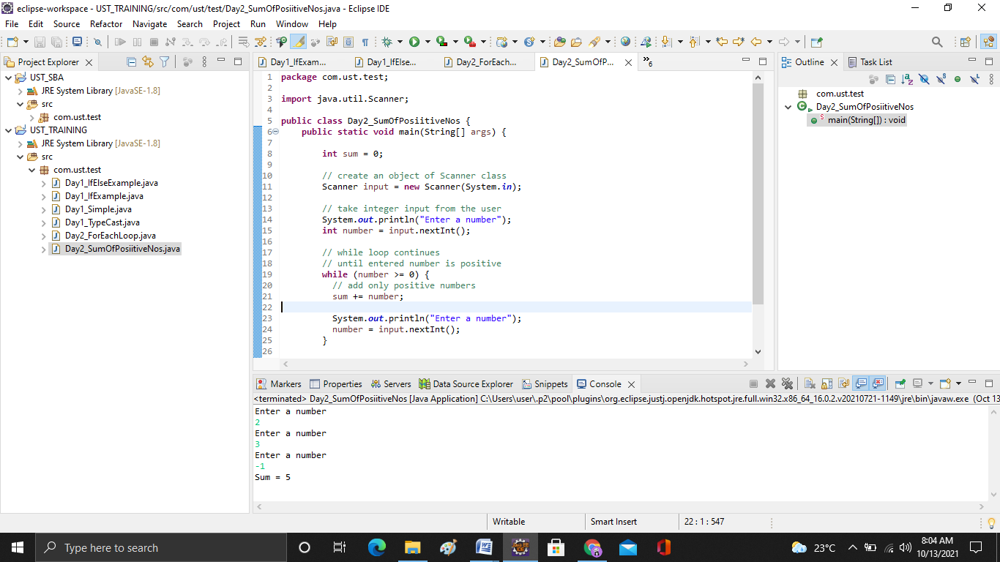 eclipse-workspace - UST_TRAINING/src/com/ust/test/Day2_SumOfPosiitiveNos.java - Eclipse IDE
File Edit Source Refactor Navigate Search Project Run Window Help
Project Explorer
UST_SBA
JRE System Library [JavaSE-1.8]
src
com.ust.test
UST_TRAINING
JRE System Library [JavaSE-1.8]
src
com.ust.test
Day1_IfElseExample.java
Day1_IfExample.java
Day1_Simple.java
Day1_TypeCast.java
Day2_ForEachLoop.java
Day2_SumOfPosiitiveNos.java
Day1_IfExam... Day1_IfElse... Day2_ForEach... Day2_SumOfP... 6
1 package com.ust.test;
2
3 import java.util.Scanner;
4
5 public class Day2_SumOfPosiitiveNos {
6 public static void main(String[] args) {
7
8 int sum = 0;
9
10 // create an object of Scanner class
11 Scanner input = new Scanner(System.in);
12
13 // take integer input from the user
14 System.out.println("Enter a number");
15 int number = input.nextInt();
16
17 // while loop continues
18 // until entered number is positive
19 while (number >= 0) {
20 // add only positive numbers
21 sum += number;
22
23 System.out.println("Enter a number");
24 number = input.nextInt();
25 }
26
Outline Task List
com.ust.test
Day2_SumOfPosiitiveNos
main(String[]) : void
Markers Properties Servers Data Source Explorer Snippets Console
<terminated> Day2_SumOfPosiitiveNos [Java Application] C:\Users\user\.p2\pool\plugins\org.eclipse.justj.openjdk.hotspot.jre.full.win32.x86_64_16.0.2.v20210721-1149\jre\bin\javaw.exe (Oct 13
Enter a number
2
Enter a number
3
Enter a number
-1
Sum = 5
Writable Smart Insert 22 : 1 : 547
Type here to search
23°C
8:04 AM
10/13/2021